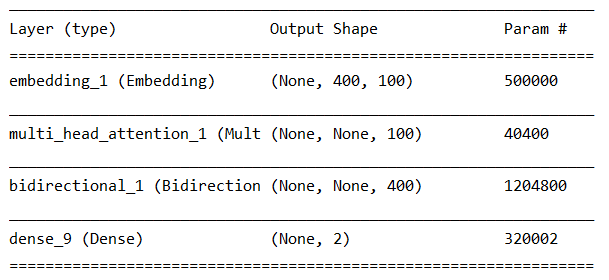 Layer (type) Output Shape Param #
=================================================================
embedding_1 (Embedding) (None, 400, 100) 500000
multi_head_attention_1 (Mult (None, None, 100) 40400
bidirectional_1 (Bidirection (None, None, 400) 1204800
dense_9 (Dense) (None, 2) 320002
=================================================================